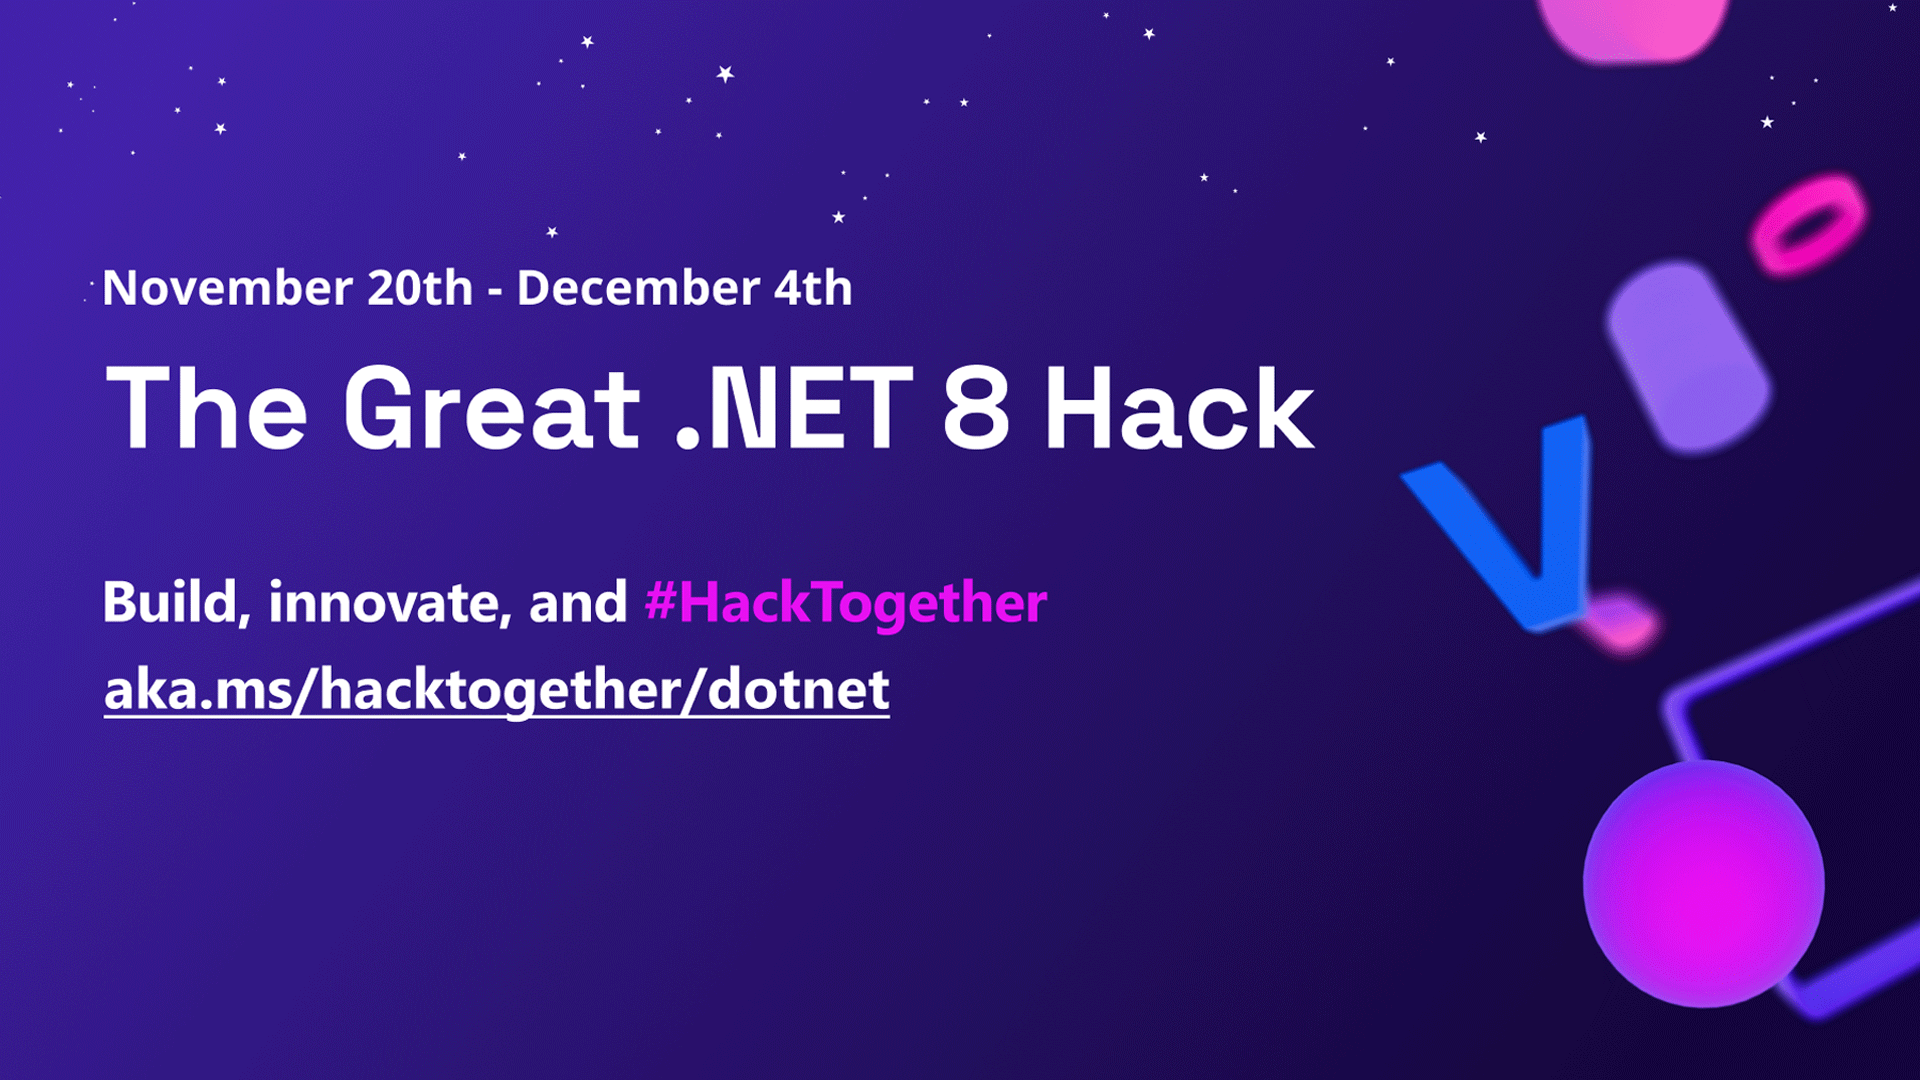 November 20th - December 4th
The Great .NET 8 Hack
Build, innovate, and #HackTogether
aka.ms/hacktogether/dotnet